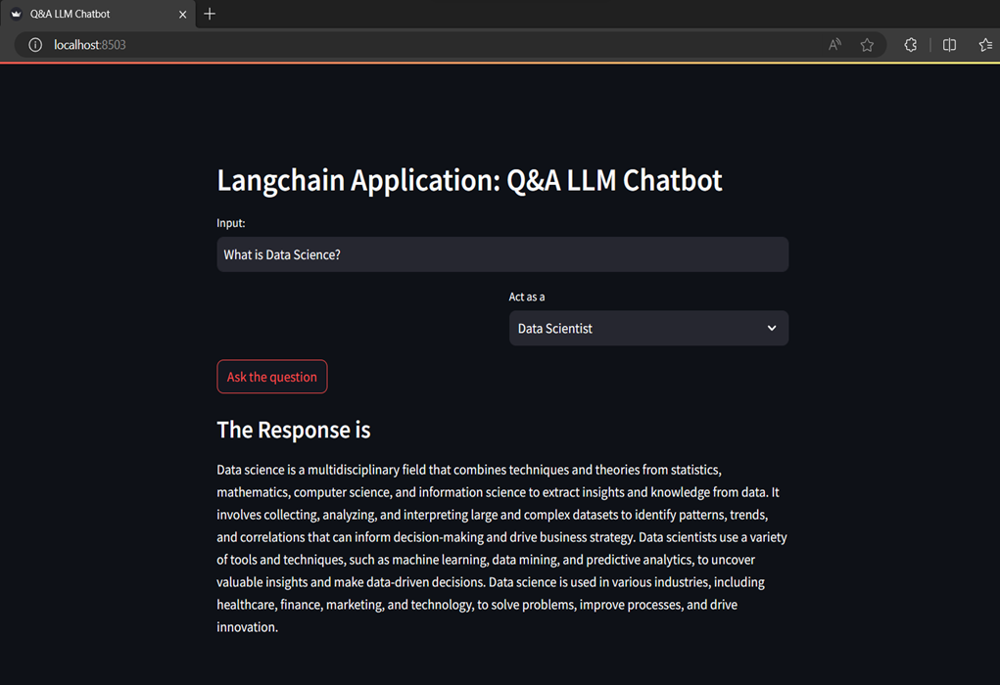 Q&A LLM Chatbot
localhost:8503
Langchain Application: Q&A LLM Chatbot
Input:
What is Data Science?
Act as a
Data Scientist
Ask the question
The Response is
Data science is a multidisciplinary field that combines techniques and theories from statistics,
mathematics, computer science, and information science to extract insights and knowledge from data. It
involves collecting, analyzing, and interpreting large and complex datasets to identify patterns, trends,
and correlations that can inform decision-making and drive business strategy. Data scientists use a variety
of tools and techniques, such as machine learning, data mining, and predictive analytics, to uncover
valuable insights and make data-driven decisions. Data science is used in various industries, including
healthcare, finance, marketing, and technology, to solve problems, improve processes, and drive
innovation.